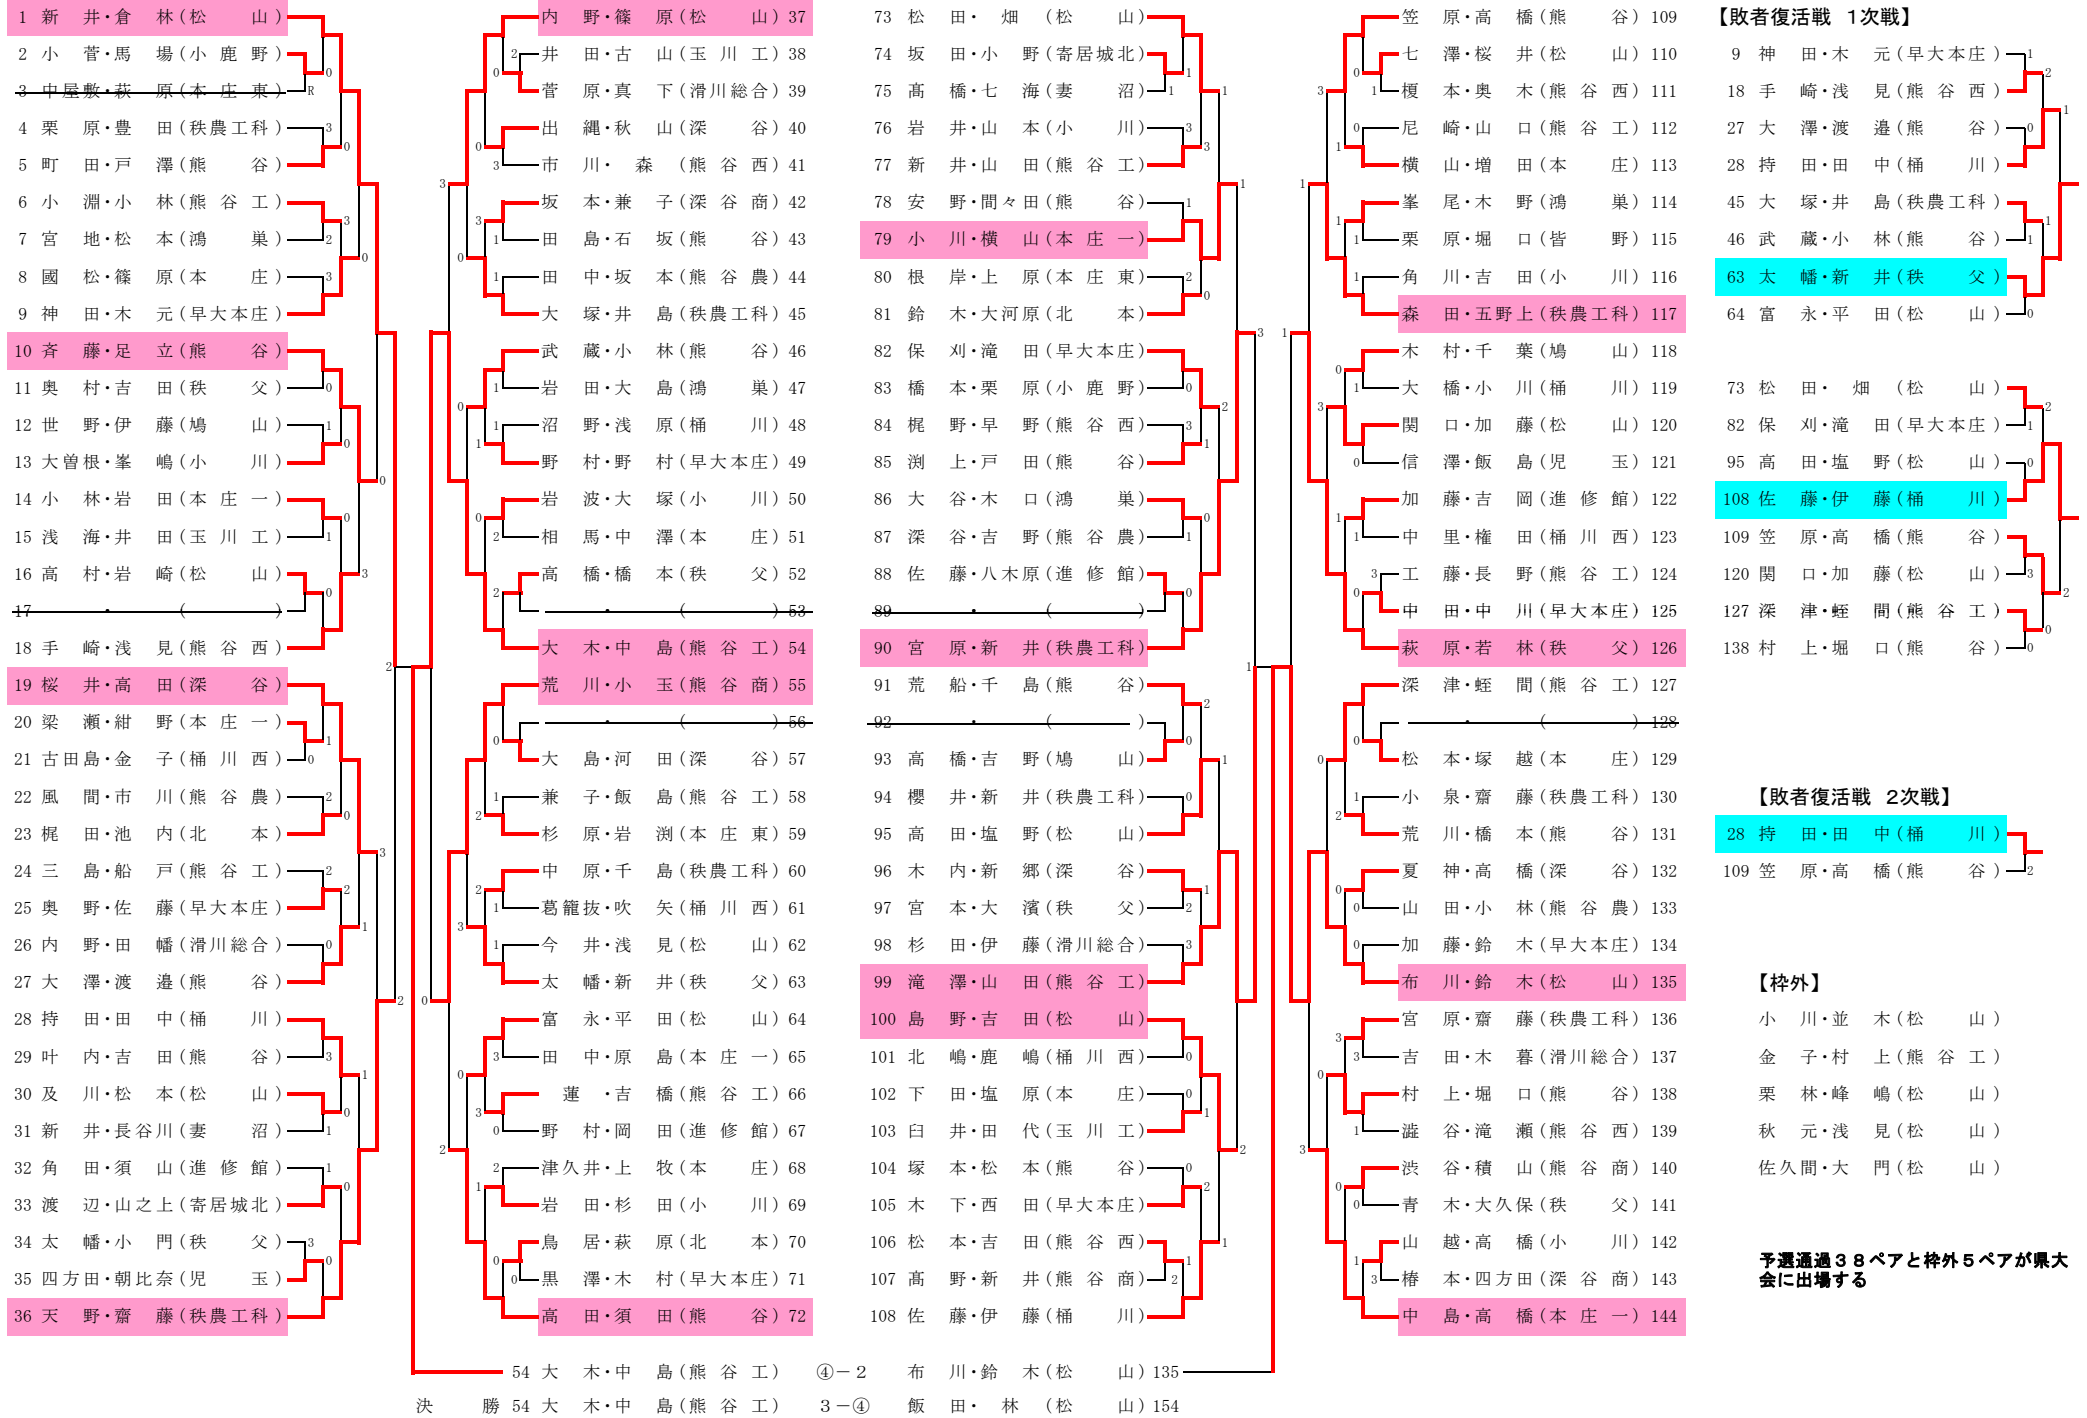 1 新 井・倉 林(松 山)
2 小 菅・馬 場(小 鹿 野)
3 中屋敷・萩 原(本 庄 東)
4 栗 原・豊 田(秩農工科)
5 町 田・戸 澤(熊 谷)
6 小 淵・小 林(熊 谷 工)
7 宮 地・松 本(鴻 巣)
8 國 松・篠 原(本 庄)
9 神 田・木 元(早大本庄)
10 斉 藤・足 立(熊 谷)
11 奥 村・吉 田(秩 父)
12 世 野・伊 藤(鳩 山)
13 大曽根・峯 嶋(小 川)
14 小 林・岩 田(本 庄 一)
15 浅 海・井 田(玉 川 工)
16 高 村・岩 崎(松 山)
17 ・ ( )
18 手 崎・浅 見(熊 谷 西)
19 桜 井・高 田(深 谷)
20 梁 瀬・紺 野(本 庄 一)
21 古田島・金 子(桶 川 西)
22 風 間・市 川(熊 谷 農)
23 梶 田・池 内(北 本)
24 三 島・船 戸(熊 谷 工)
25 奥 野・佐 藤(早大本庄)
26 内 野・田 幡(滑川総合)
27 大 澤・渡 邉(熊 谷)
28 持 田・田 中(桶 川)
29 叶 内・吉 田(熊 谷)
30 及 川・松 本(松 山)
31 新 井・長谷川(妻 沼)
32 角 田・須 山(進 修 館)
33 渡 辺・山之上(寄居城北)
34 太 幡・小 門(秩 父)
35 四方田・朝比奈(児 玉)
36 天 野・齋 藤(秩農工科)
内 野・篠 原(松 山) 37
井 田・古 山(玉 川 工) 38
菅 原・真 下(滑川総合) 39
出 縄・秋 山(深 谷) 40
市 川・ 森 (熊 谷 西) 41
坂 本・兼 子(深 谷 商) 42
田 島・石 坂(熊 谷) 43
田 中・坂 本(熊 谷 農) 44
大 塚・井 島(秩農工科) 45
武 蔵・小 林(熊 谷) 46
岩 田・大 島(鴻 巣) 47
沼 野・浅 原(桶 川) 48
野 村・野 村(早大本庄) 49
岩 波・大 塚(小 川) 50
相 馬・中 澤(本 庄) 51
高 橋・橋 本(秩 父) 52
・ ( ) 53
大 木・中 島(熊 谷 工) 54
荒 川・小 玉(熊 谷 商) 55
・ ( ) 56
大 島・河 田(深 谷) 57
兼 子・飯 島(熊 谷 工) 58
杉 原・岩 渕(本 庄 東) 59
中 原・千 島(秩農工科) 60
葛籠抜・吹 矢(桶 川 西) 61
今 井・浅 見(松 山) 62
太 幡・新 井(秩 父) 63
富 永・平 田(松 山) 64
田 中・原 島(本 庄 一) 65
蓮 ・吉 橋(熊 谷 工) 66
野 村・岡 田(進 修 館) 67
津久井・上 牧(本 庄) 68
岩 田・杉 田(小 川) 69
鳥 居・萩 原(北 本) 70
黒 澤・木 村(早大本庄) 71
高 田・須 田(熊 谷) 72
73 松 田・ 畑 (松 山)
74 坂 田・小 野(寄居城北)
75 髙 橋・七 海(妻 沼)
76 岩 井・山 本(小 川)
77 新 井・山 田(熊 谷 工)
78 安 野・間々田(熊 谷)
79 小 川・横 山(本 庄 一)
80 根 岸・上 原(本 庄 東)
81 鈴 木・大河原(北 本)
82 保 刈・滝 田(早大本庄)
83 橋 本・栗 原(小 鹿 野)
84 梶 野・早 野(熊 谷 西)
85 渕 上・戸 田(熊 谷)
86 大 谷・木 口(鴻 巣)
87 深 谷・吉 野(熊 谷 農)
88 佐 藤・八木原(進 修 館)
89 ・ ( )
90 宮 原・新 井(秩農工科)
91 荒 船・千 島(熊 谷)
92 ・ ( )
93 高 橋・吉 野(鳩 山)
94 櫻 井・新 井(秩農工科)
95 高 田・塩 野(松 山)
96 木 内・新 郷(深 谷)
97 宮 本・大 濱(秩 父)
98 杉 田・伊 藤(滑川総合)
99 滝 澤・山 田(熊 谷 工)
100 島 野・吉 田(松 山)
101 北 嶋・鹿 嶋(桶 川 西)
102 下 田・塩 原(本 庄)
103 臼 井・田 代(玉 川 工)
104 塚 本・松 本(熊 谷)
105 木 下・西 田(早大本庄)
106 松 本・吉 田(熊 谷 西)
107 髙 野・新 井(熊 谷 商)
108 佐 藤・伊 藤(桶 川)
笠 原・高 橋(熊 谷) 109
七 澤・桜 井(松 山) 110
榎 本・奥 木(熊 谷 西) 111
尼 崎・山 口(熊 谷 工) 112
横 山・増 田(本 庄) 113
峯 尾・木 野(鴻 巣) 114
栗 原・堀 口(皆 野) 115
角 川・吉 田(小 川) 116
森 田・五野上(秩農工科) 117
木 村・千 葉(鳩 山) 118
大 橋・小 川(桶 川) 119
関 口・加 藤(松 山) 120
信 澤・飯 島(児 玉) 121
加 藤・吉 岡(進 修 館) 122
中 里・権 田(桶 川 西) 123
工 藤・長 野(熊 谷 工) 124
中 田・中 川(早大本庄) 125
萩 原・若 林(秩 父) 126
深 津・蛭 間(熊 谷 工) 127
・ ( ) 128
松 本・塚 越(本 庄) 129
小 泉・齋 藤(秩農工科) 130
荒 川・橋 本(熊 谷) 131
夏 神・高 橋(深 谷) 132
山 田・小 林(熊 谷 農) 133
加 藤・鈴 木(早大本庄) 134
布 川・鈴 木(松 山) 135
宮 原・齋 藤(秩農工科) 136
吉 田・木 暮(滑川総合) 137
村 上・堀 口(熊 谷) 138
澁 谷・滝 瀬(熊 谷 西) 139
渋 谷・積 山(熊 谷 商) 140
青 木・大久保(秩 父) 141
山 越・高 橋(小 川) 142
椿 本・四方田(深 谷 商) 143
中 島・高 橋(本 庄 一) 144
【敗者復活戦 1次戦】
9 神 田・木 元(早大本庄)
18 手 崎・浅 見(熊 谷 西)
27 大 澤・渡 邉(熊 谷)
28 持 田・田 中(桶 川)
45 大 塚・井 島(秩農工科)
46 武 蔵・小 林(熊 谷)
63 太 幡・新 井(秩 父)
64 富 永・平 田(松 山)
73 松 田・ 畑 (松 山)
82 保 刈・滝 田(早大本庄)
95 高 田・塩 野(松 山)
108 佐 藤・伊 藤(桶 川)
109 笠 原・高 橋(熊 谷)
120 関 口・加 藤(松 山)
127 深 津・蛭 間(熊 谷 工)
138 村 上・堀 口(熊 谷)
【敗者復活戦 2次戦】
28 持 田・田 中(桶 川)
109 笠 原・高 橋(熊 谷)
【枠外】
小 川・並 木(松 山)
金 子・村 上(熊 谷 工)
栗 林・峰 嶋(松 山)
秋 元・浅 見(松 山)
佐久間・大 門(松 山)
予選通過38ペアと枠外5ペアが県大
会に出場する
54 大 木・中 島(熊 谷 工) ④－2 布 川・鈴 木(松 山) 135
決 勝 54 大 木・中 島(熊 谷 工) 3－④ 飯 田・ 林 (松 山) 154